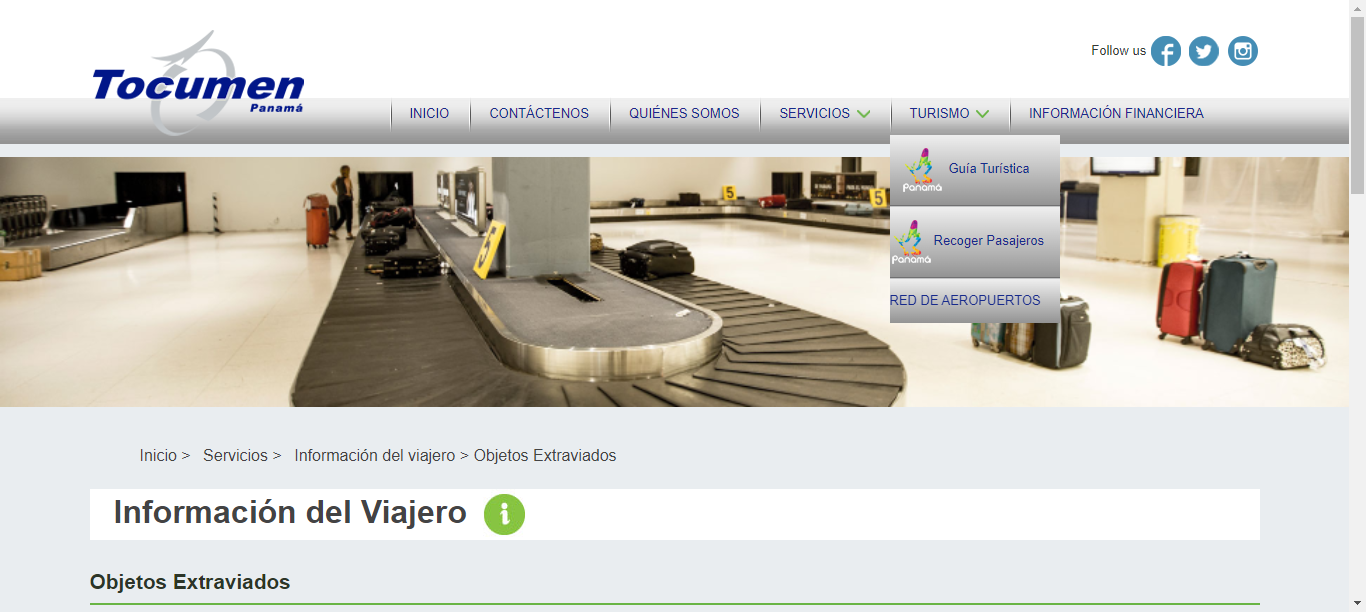 Follow us
Tocumen
Panamá
INICIO
CONTÁCTENOS
QUIÉNES SOMOS
SERVICIOS
TURISMO
INFORMACIÓN FINANCIERA
Panamá
Guía Turística
Panamá
Recoger Pasajeros
RED DE AEROPUERTOS
5
5
5
Inicio > Servicios > Información del viajero > Objetos Extraviados
Información del Viajero
Objetos Extraviados